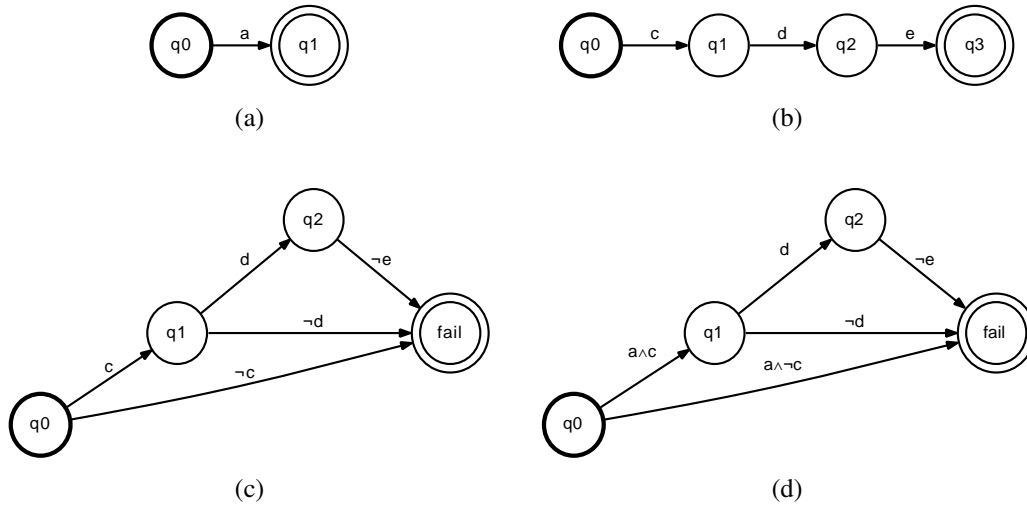 q0 a q1
(a)
q0 c q1 d q2 e q3
(b)
q2
d ¬e
q1 ¬d fail
c ¬c
q0
(c)
q2
d ¬e
q1 ¬d fail
a∧c a∧¬c
q0
(d)